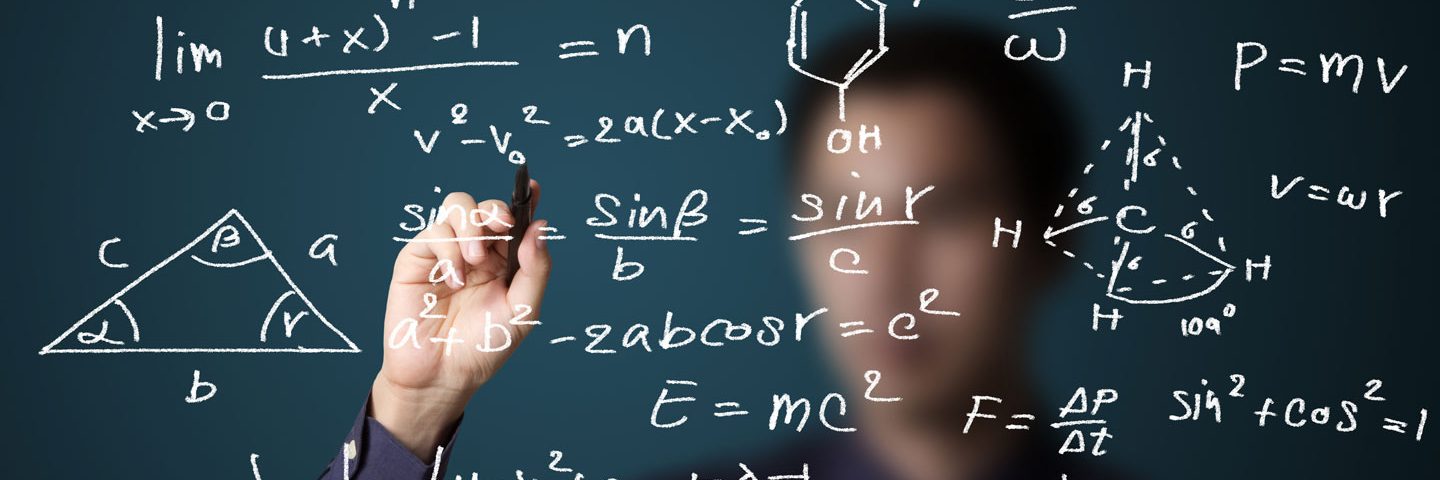 lim (1+x)ⁿ -1 / x = n
x→0
v² - v₀² = 2a(x-x₀)
OH
ω
P = mv
v = ωr
H
σ
σ C σ
H H
σ
H
109°
c β a
α r
b
sinα / a = sinβ / b = sin r / c
a² + b² - 2abcosr = c²
E = mc²
F = ΔP / Δt
sin² + cos² = 1